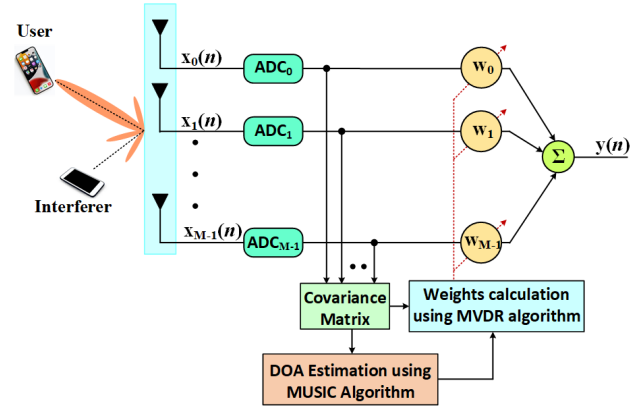 User
x0(n)
ADC0
w0
x1(n)
ADC1
w1
Σ
y(n)
Interferer
xM-1(n)
ADCM-1
wM-1
Covariance
Matrix
Weights calculation
using MVDR algorithm
DOA Estimation using
MUSIC Algorithm